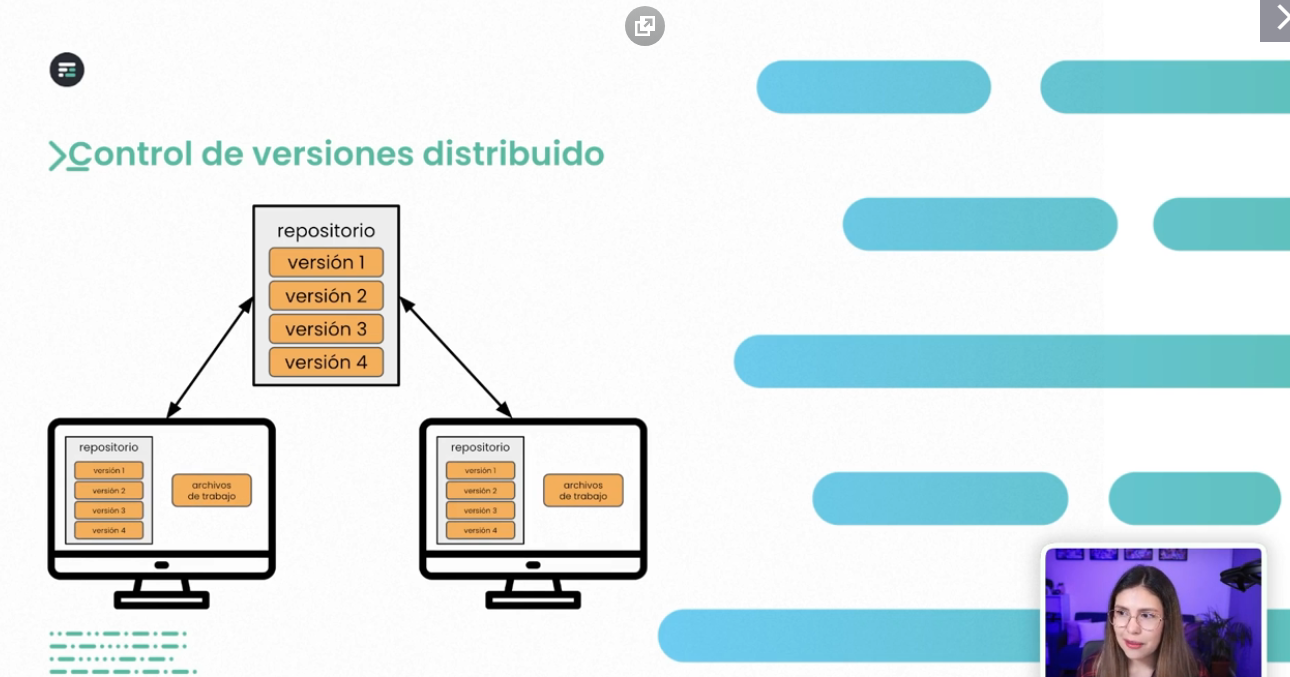 Control de versiones distribuido
repositorio
versión 1
versión 2
versión 3
versión 4
repositorio
versión 1
versión 2
versión 3
versión 4
archivos
de trabajo
repositorio
versión 1
versión 2
versión 3
versión 4
archivos
de trabajo